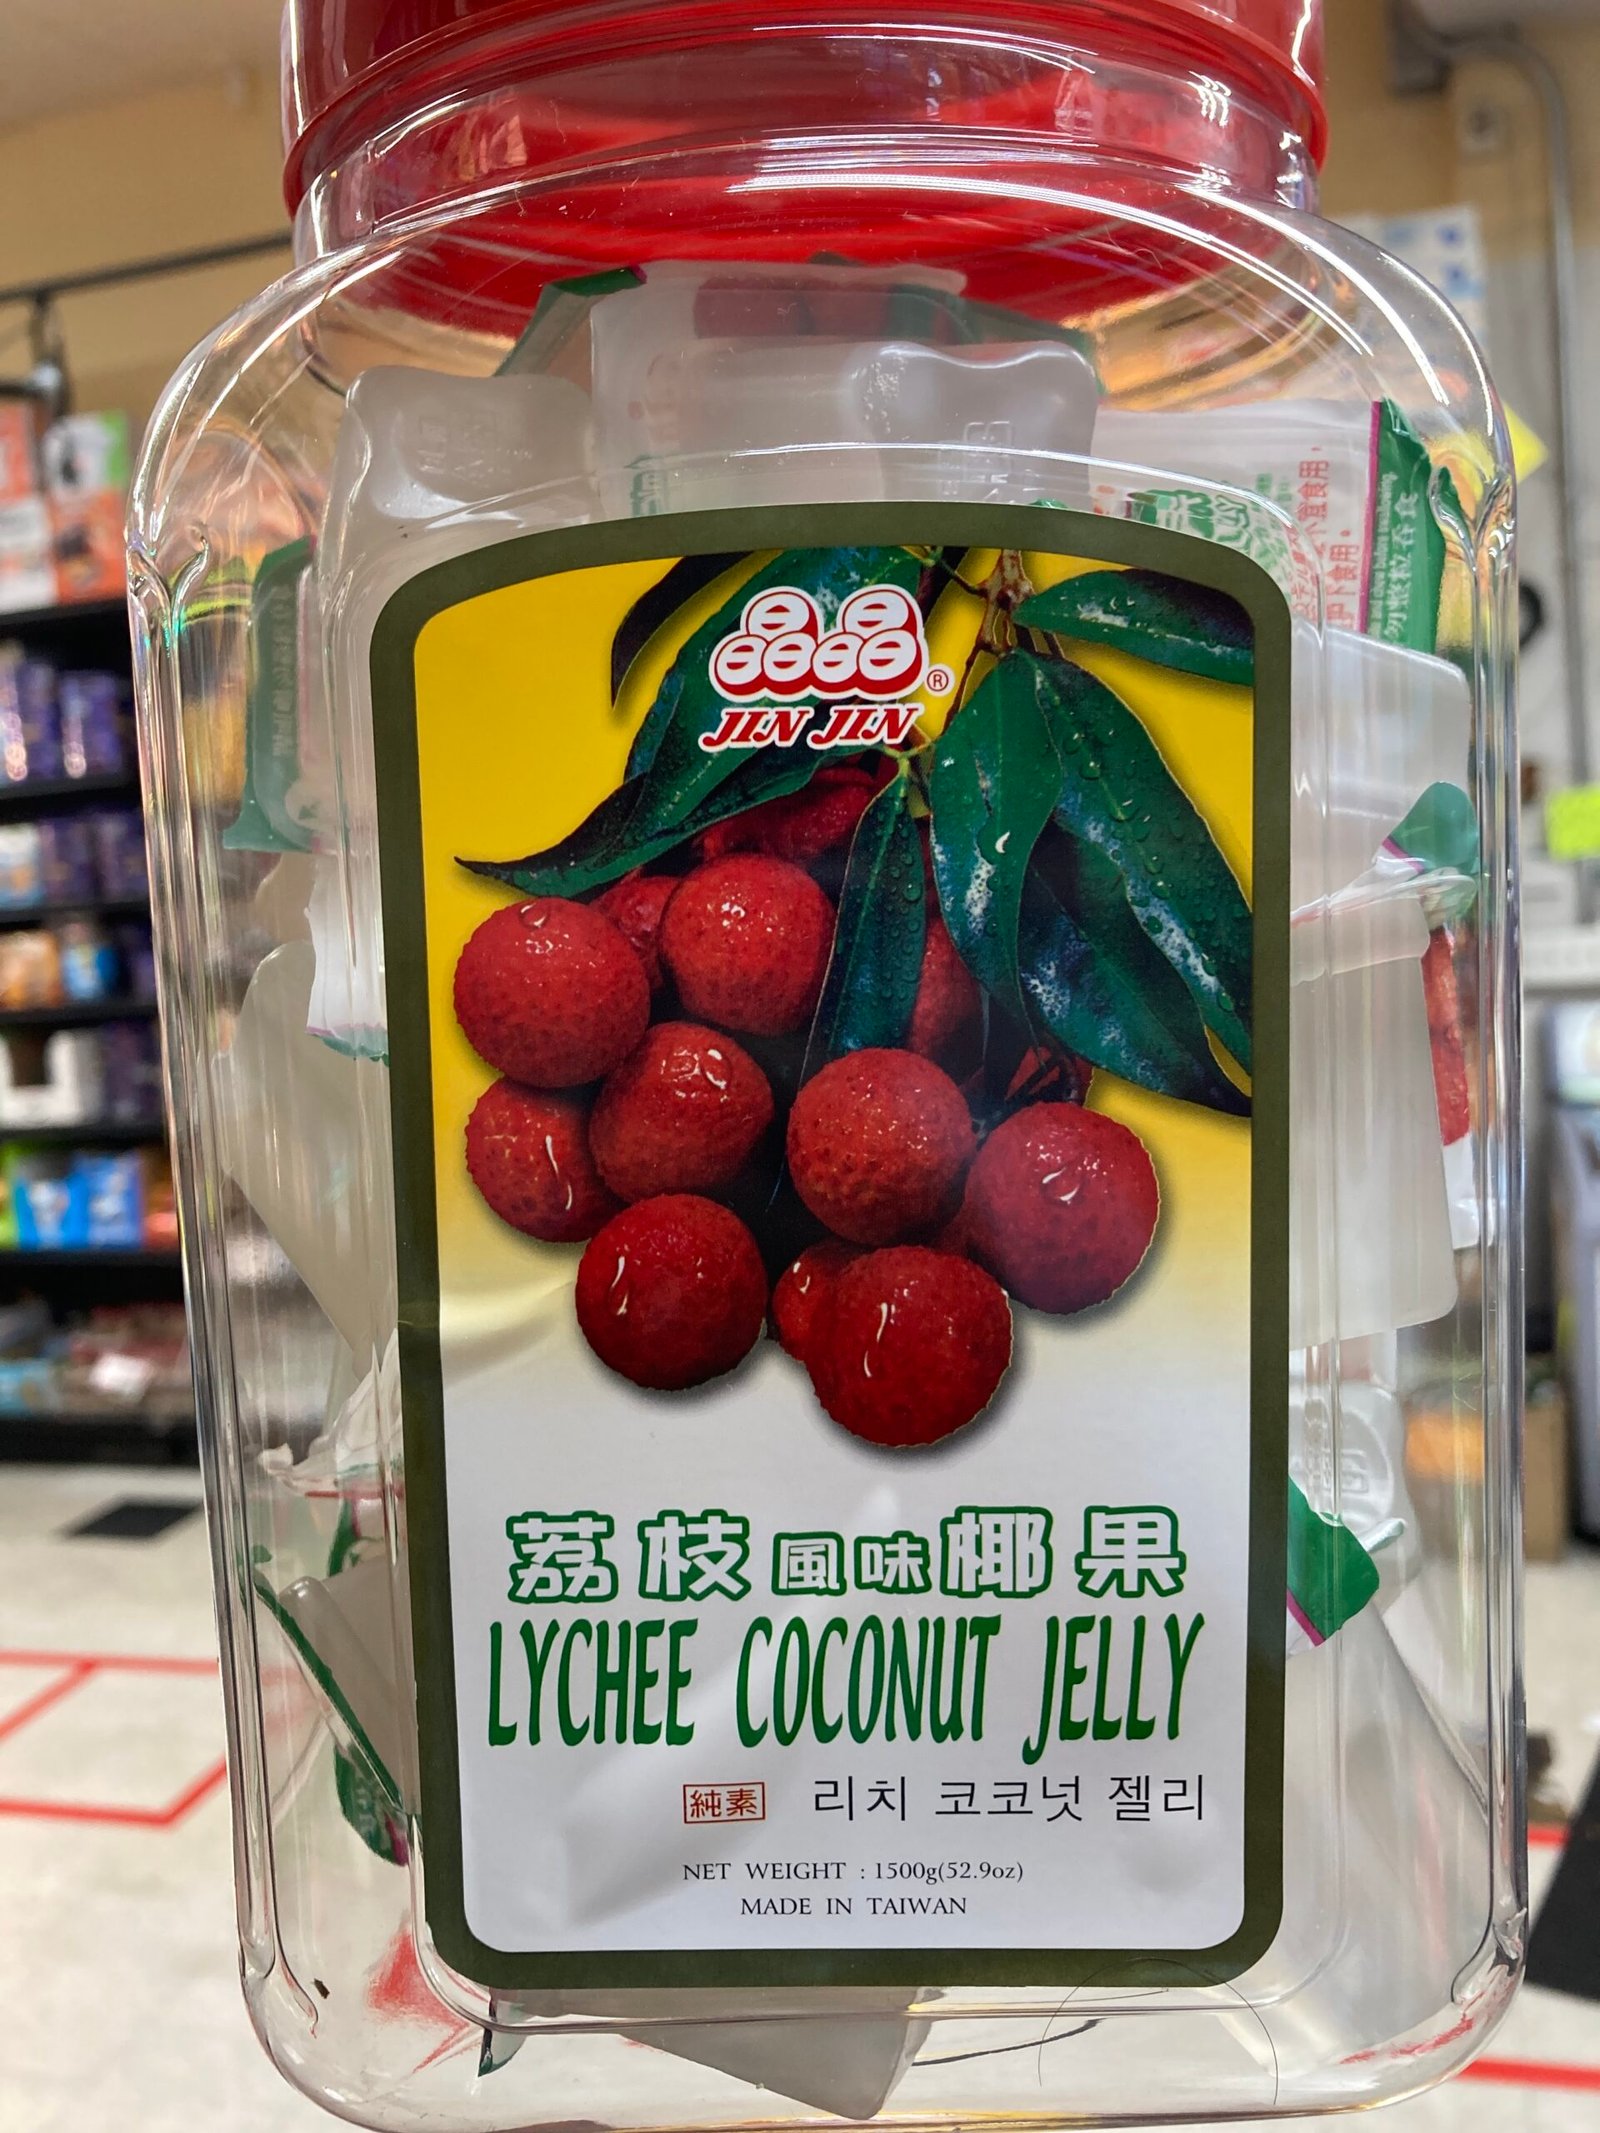 晶晶
®
JIN JIN
荔枝風味椰果
LYCHEE COCONUT JELLY
純素 리치 코코넛 젤리
NET WEIGHT : 1500g(52.9oz)
MADE IN TAIWAN